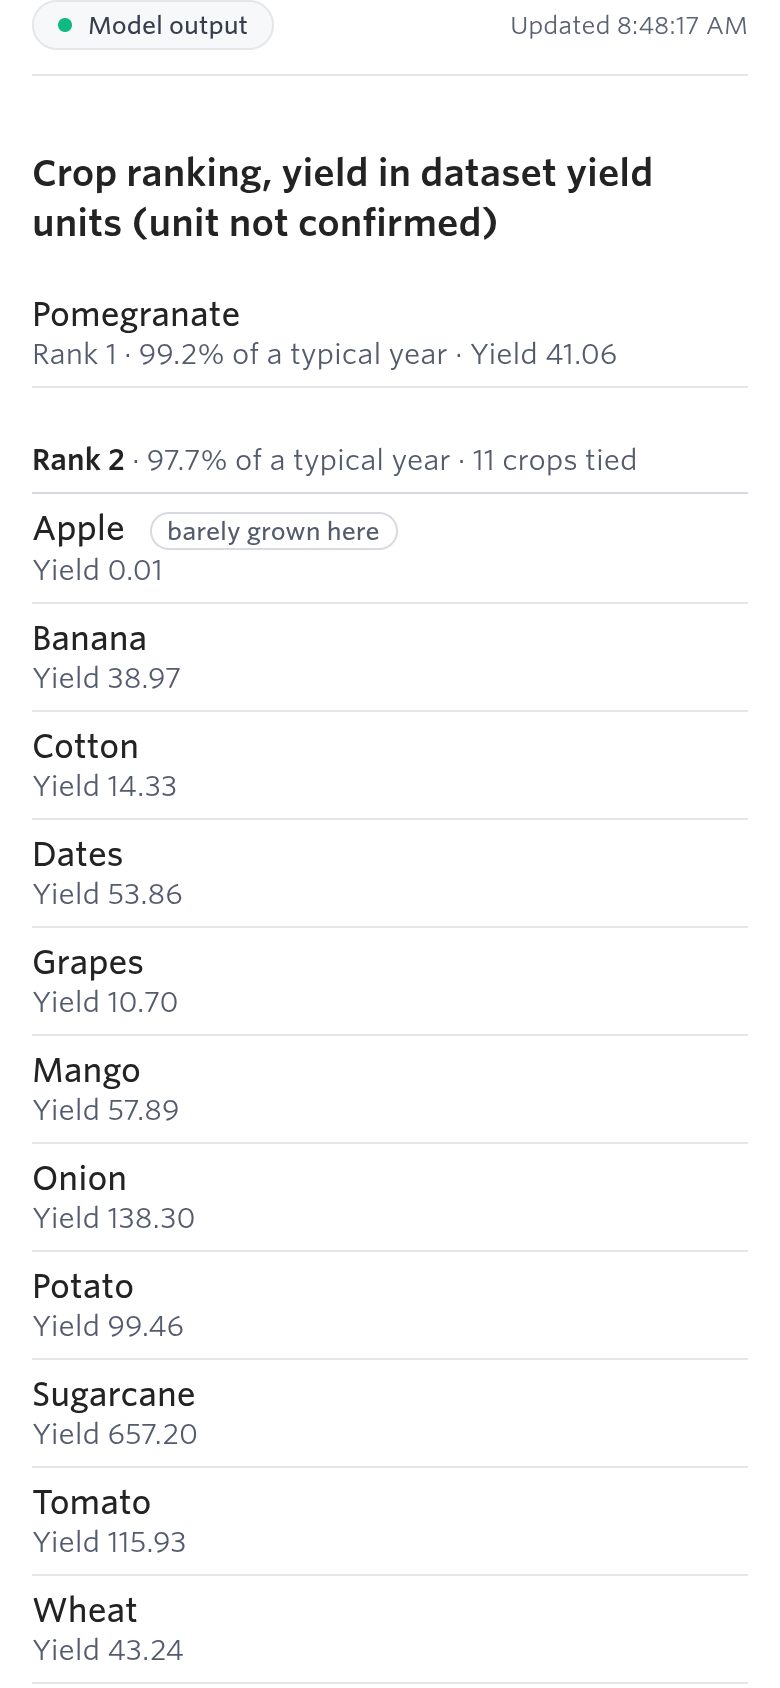 Model output
Updated 8:48:17 AM
Crop ranking, yield in dataset yield
units (unit not confirmed)
Pomegranate
Rank 1 · 99.2% of a typical year · Yield 41.06
Rank 2 · 97.7% of a typical year · 11 crops tied
Apple barely grown here
Yield 0.01
Banana
Yield 38.97
Cotton
Yield 14.33
Dates
Yield 53.86
Grapes
Yield 10.70
Mango
Yield 57.89
Onion
Yield 138.30
Potato
Yield 99.46
Sugarcane
Yield 657.20
Tomato
Yield 115.93
Wheat
Yield 43.24